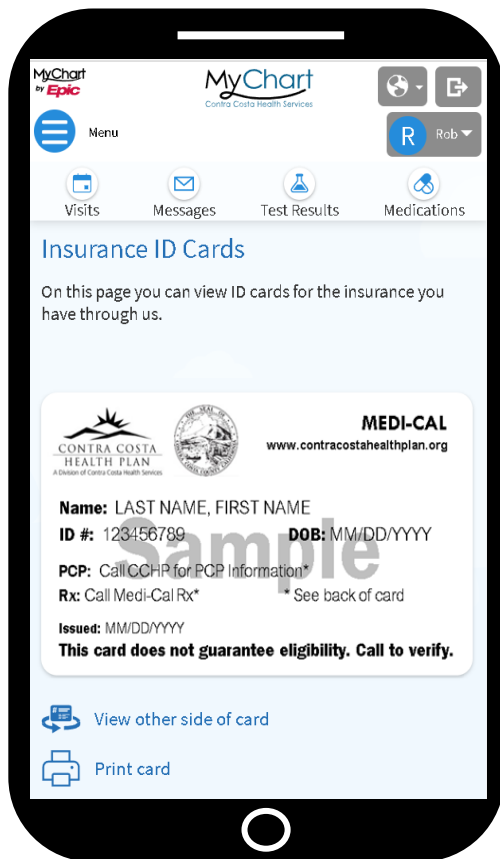 MyChart
by Epic
MyChart
Contra Costa Health Services
Menu
R Rob
Visits Messages Test Results Medications
Insurance ID Cards
On this page you can view ID cards for the insurance you
have through us.
CONTRA COSTA
HEALTH PLAN
A Division of Contra Costa Health Services
MEDI-CAL
www.contracostahealthplan.org
Name: LAST NAME, FIRST NAME
ID #: 123456789 DOB: MM/DD/YYYY
Sample
PCP: Call CCHP for PCP Information*
Rx: Call Medi-Cal Rx* * See back of card
Issued: MM/DD/YYYY
This card does not guarantee eligibility. Call to verify.
View other side of card
Print card